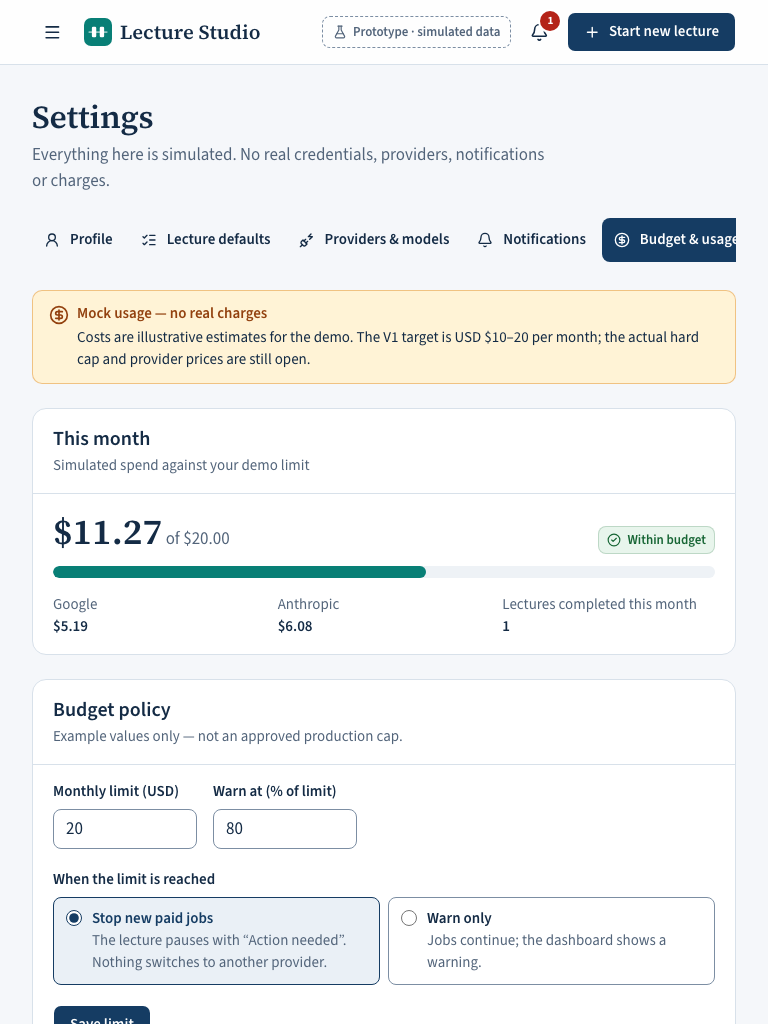 Lecture Studio
Prototype · simulated data
1
Start new lecture
Settings
Everything here is simulated. No real credentials, providers, notifications
or charges.
Profile
Lecture defaults
Providers & models
Notifications
Budget & usage
Mock usage — no real charges
Costs are illustrative estimates for the demo. The V1 target is USD $10–20 per month; the actual hard
cap and provider prices are still open.
This month
Simulated spend against your demo limit
$11.27 of $20.00
Within budget
Google
Anthropic
Lectures completed this month
$5.19
$6.08
1
Budget policy
Example values only — not an approved production cap.
Monthly limit (USD)
Warn at (% of limit)
20
80
When the limit is reached
Stop new paid jobs
The lecture pauses with “Action needed”.
Nothing switches to another provider.
Warn only
Jobs continue; the dashboard shows a
warning.
Save limit